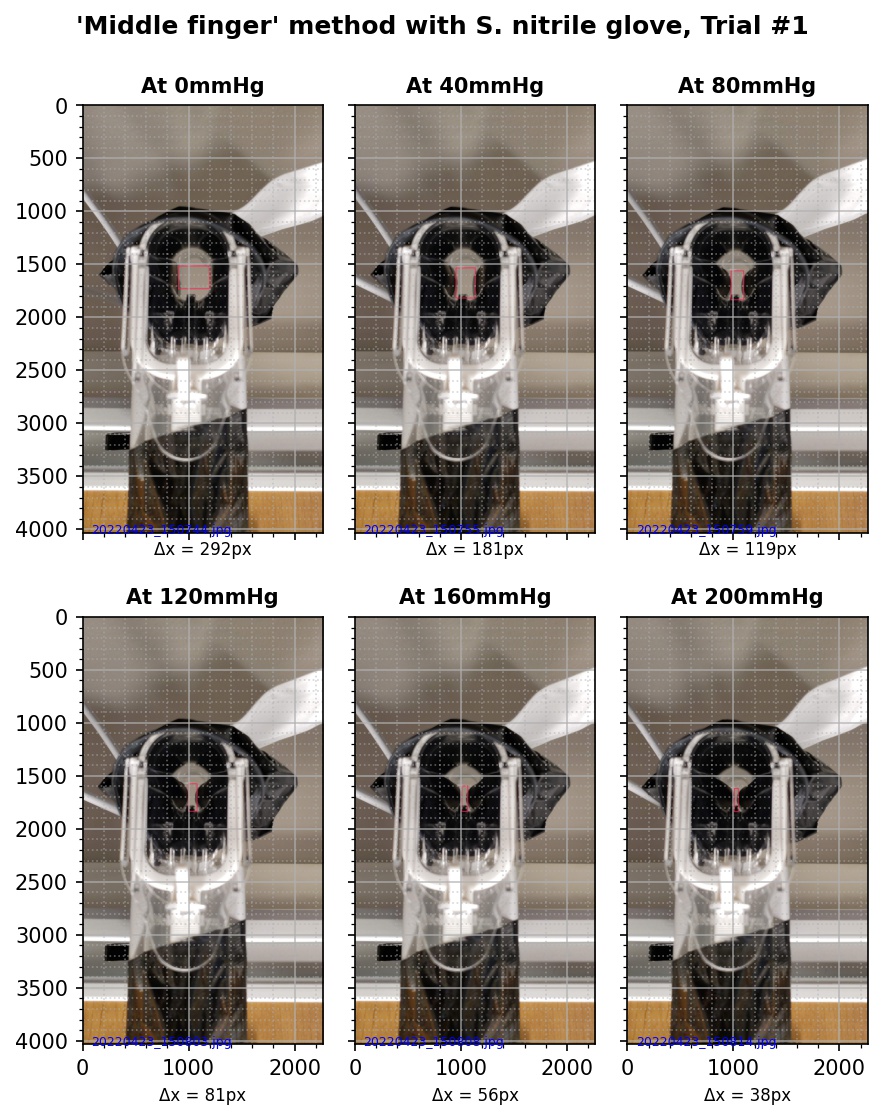 'Middle finger' method with S. nitrile glove, Trial #1
At 0mmHg
At 40mmHg
At 80mmHg
0
500
1000
1500
2000
2500
3000
3500
4000
Δx = 292px
Δx = 181px
Δx = 119px
At 120mmHg
At 160mmHg
At 200mmHg
0
500
1000
1500
2000
2500
3000
3500
4000
0 2000
0 1000 2000
1000 2000
Δx = 81px
Δx = 56px
Δx = 38px